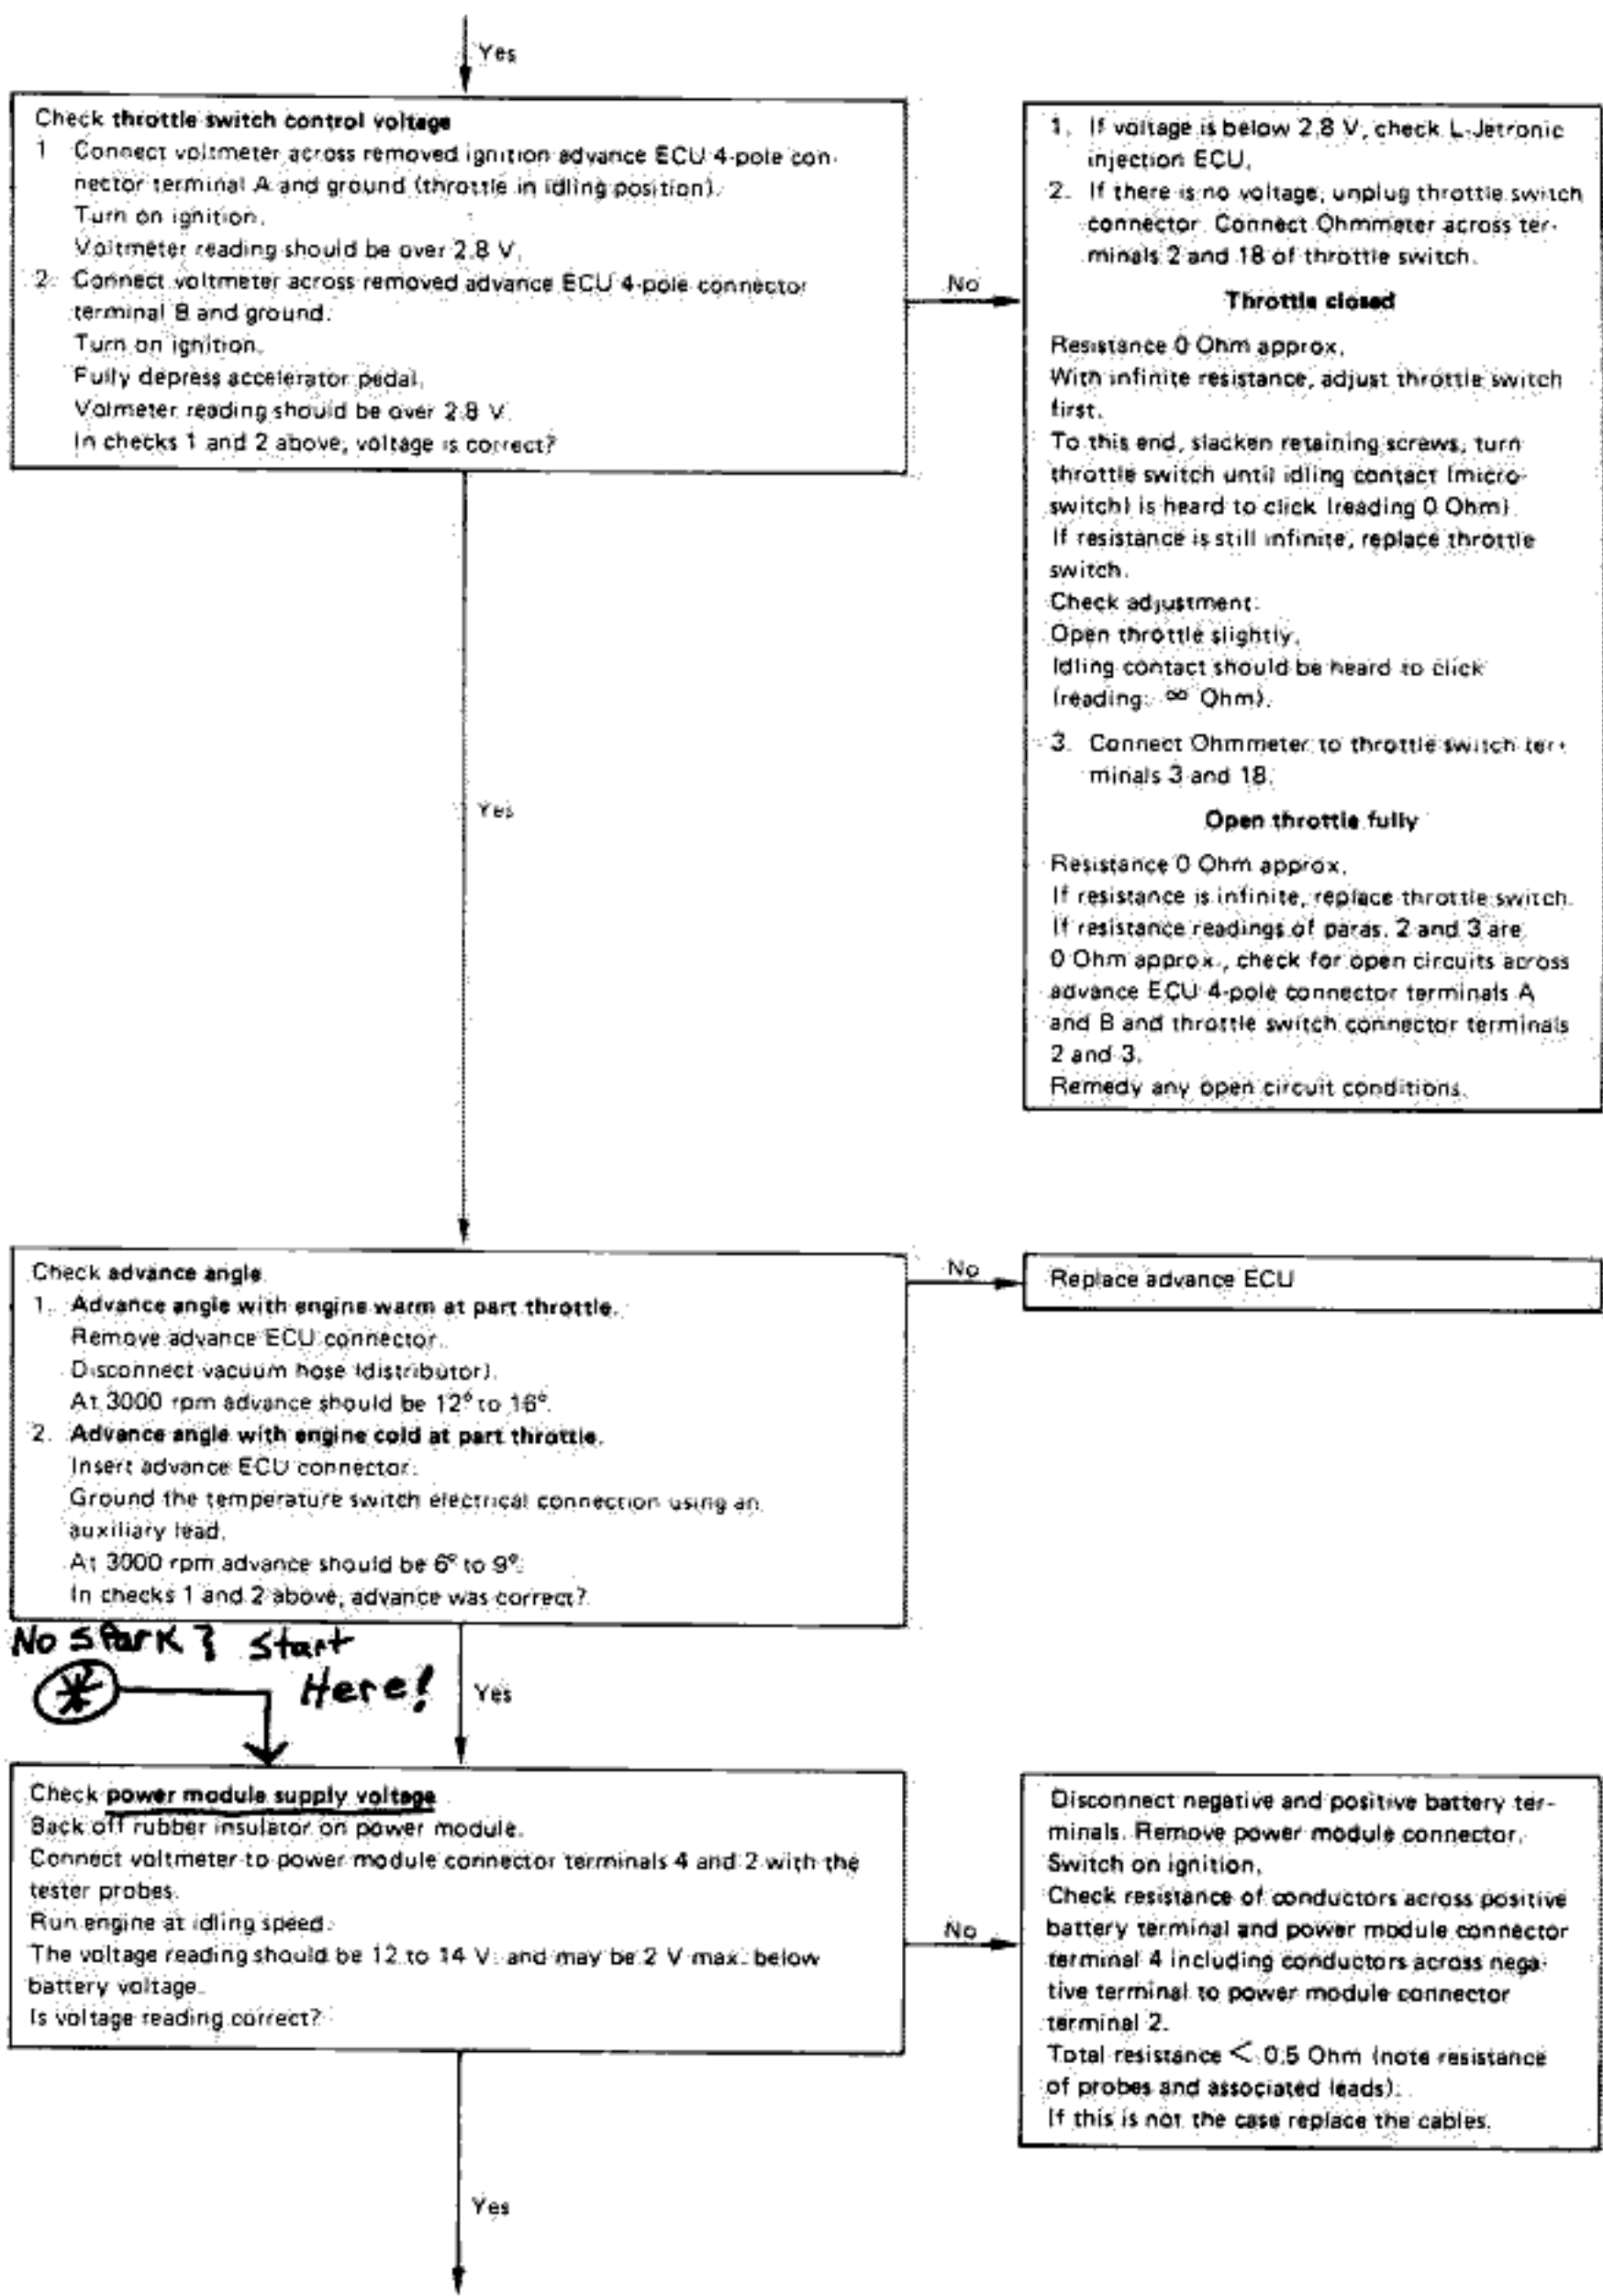 Yes
Check throttle switch control voltage
1 Connect voltmeter across removed ignition advance ECU 4-pole con-
nector terminal A and ground (throttle in idling position).
Turn on ignition.
Voltmeter reading should be over 2.8 V.
2. Connect voltmeter across removed advance ECU 4-pole connector
terminal B and ground.
Turn on ignition.
Fully depress accelerator pedal.
Volmeter reading should be over 2.8 V.
In checks 1 and 2 above, voltage is correct?
No
1. If voltage is below 2,8 V, check L-Jetronic
injection ECU.
2. If there is no voltage, unplug throttle switch
connector. Connect Ohmmeter across ter-
minals 2 and 18 of throttle switch.
Throttle closed
Resistance 0 Ohm approx.
With infinite resistance, adjust throttle switch
first.
To this end, slacken retaining screws, turn
throttle switch until idling contact (micro-
switch) is heard to click (reading 0 Ohm).
If resistance is still infinite, replace throttle
switch.
Check adjustment:
Open throttle slightly.
Idling contact should be heard to click
(reading: ∞ Ohm).
3. Connect Ohmmeter to throttle switch ter-
minals 3 and 18.
Open throttle fully
Resistance 0 Ohm approx.
If resistance is infinite, replace throttle switch.
If resistance readings of paras. 2 and 3 are
0 Ohm approx., check for open circuits across
advance ECU 4-pole connector terminals A
and B and throttle switch connector terminals
2 and 3.
Remedy any open circuit conditions.
Yes
Check advance angle
1. Advance angle with engine warm at part throttle.
Remove advance ECU connector.
Disconnect vacuum hose (distributor).
At 3000 rpm advance should be 12° to 16°.
2. Advance angle with engine cold at part throttle.
Insert advance ECU connector.
Ground the temperature switch electrical connection using an
auxiliary lead.
At 3000 rpm advance should be 6° to 9°.
In checks 1 and 2 above, advance was correct?
No
Replace advance ECU
No Spark? Start
Here!
Yes
Check power module supply voltage
Back off rubber insulator on power module.
Connect voltmeter to power module connector terminals 4 and 2 with the
tester probes.
Run engine at idling speed.
The voltage reading should be 12 to 14 V. and may be 2 V max. below
battery voltage.
Is voltage reading correct?
No
Disconnect negative and positive battery ter-
minals. Remove power module connector.
Switch on ignition.
Check resistance of conductors across positive
battery terminal and power module connector
terminal 4 including conductors across nega-
tive terminal to power module connector
terminal 2.
Total resistance < 0.5 Ohm (note resistance
of probes and associated leads).
If this is not the case replace the cables.
Yes